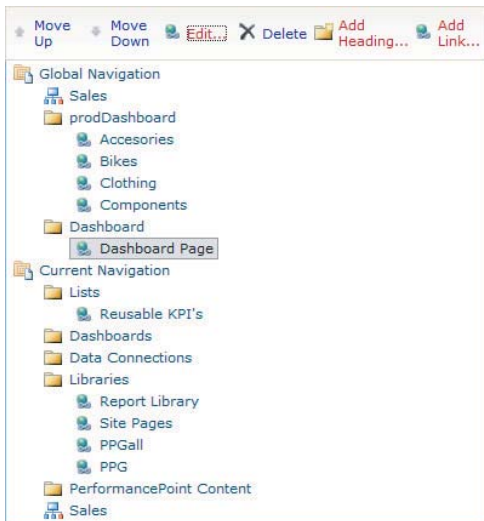 Move Up Move Down Edit... Delete Add Heading... Add Link...
Global Navigation
Sales
prodDashboard
Accesories
Bikes
Clothing
Components
Dashboard
Dashboard Page
Current Navigation
Lists
Reusable KPI's
Dashboards
Data Connections
Libraries
Report Library
Site Pages
PPGall
PPG
PerformancePoint Content
Sales